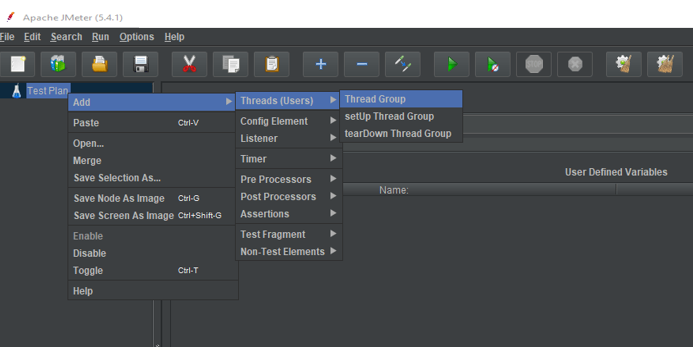 Apache JMeter (5.4.1)
File Edit Search Run Options Help
Test Plan
Add
Paste Ctrl-V
Open...
Merge
Save Selection As...
Save Node As Image Ctrl-G
Save Screen As Image Ctrl+Shift-G
Enable
Disable
Toggle Ctrl-T
Help
Threads (Users)
Config Element
Listener
Timer
Pre Processors
Post Processors
Assertions
Test Fragment
Non-Test Elements
Thread Group
setUp Thread Group
tearDown Thread Group
User Defined Variables
Name: